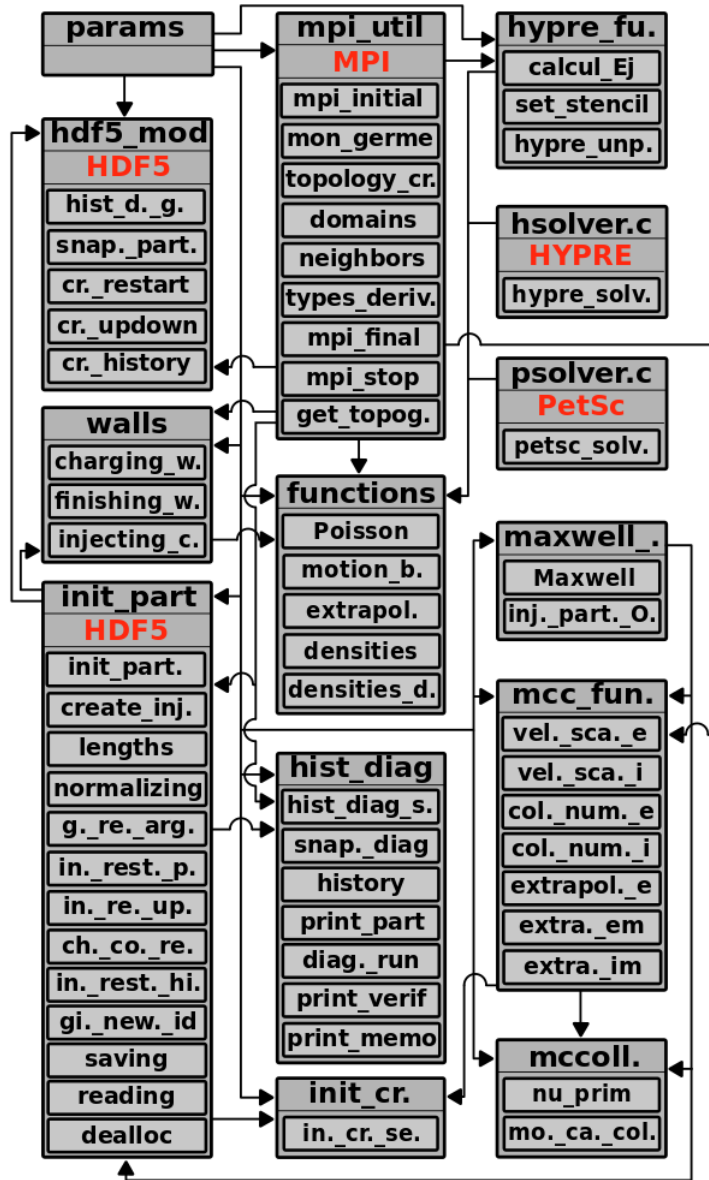 params
hdf5_mod
HDF5
hist_d._g.
snap._part.
cr._restart
cr._updown
cr._history
walls
charging_w.
finishing_w.
injecting_c.
init_part
HDF5
init_part.
create_inj.
lengths
normalizing
g._re._arg.
in._rest._p.
in._re._up.
ch._co._re.
in._rest._hi.
gi._new._id
saving
reading
dealloc
mpi_util
MPI
mpi_initial
mon_germe
topology_cr.
domains
neighbors
types_deriv.
mpi_final
mpi_stop
get_topog.
functions
Poisson
motion_b.
extrapol.
densities
densities_d.
hist_diag
hist_diag_s.
snap._diag
history
print_part
diag._run
print_verif
print_memo
init_cr.
in._cr._se.
hypre_fu.
calcul_Ej
set_stencil
hypre_unp.
hsolver.c
HYPRE
hypre_solv.
psolver.c
PetSc
petsc_solv.
maxwell_.
Maxwell
inj._part._O.
mcc_fun.
vel._sca._e
vel._sca._i
col._num._e
col._num._i
extrapol._e
extra._em
extra._im
mccoll.
nu_prim
mo._ca._col.